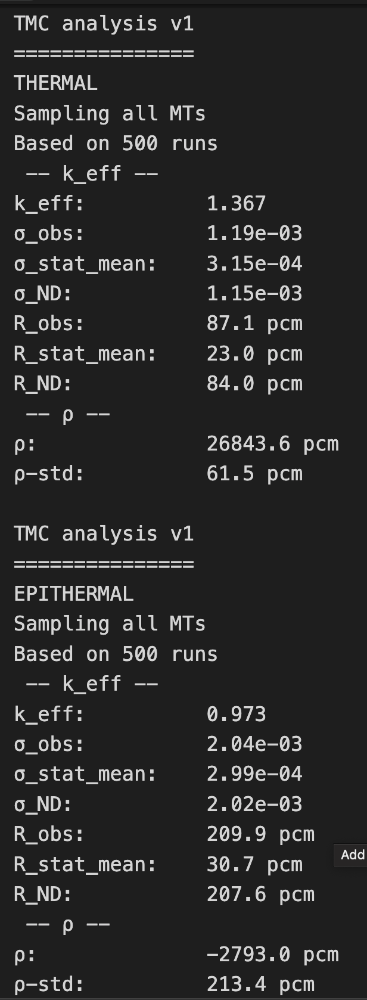 TMC analysis v1
===============
THERMAL
Sampling all MTs
Based on 500 runs
-- k_eff --
k_eff: 1.367
σ_obs: 1.19e-03
σ_stat_mean: 3.15e-04
σ_ND: 1.15e-03
R_obs: 87.1 pcm
R_stat_mean: 23.0 pcm
R_ND: 84.0 pcm
-- ρ --
ρ: 26843.6 pcm
ρ-std: 61.5 pcm
TMC analysis v1
===============
EPITHERMAL
Sampling all MTs
Based on 500 runs
-- k_eff --
k_eff: 0.973
σ_obs: 2.04e-03
σ_stat_mean: 2.99e-04
σ_ND: 2.02e-03
R_obs: 209.9 pcm
Add
R_stat_mean: 30.7 pcm
R_ND: 207.6 pcm
-- ρ --
ρ: -2793.0 pcm
ρ-std: 213.4 pcm